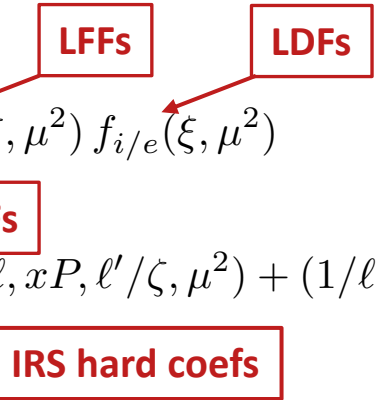 LFFs LDFs
, μ²) f_{i/e}(ξ, μ²)
s
, xP, ℓ′/ζ, μ²) + (1/ℓ
IRS hard coefs